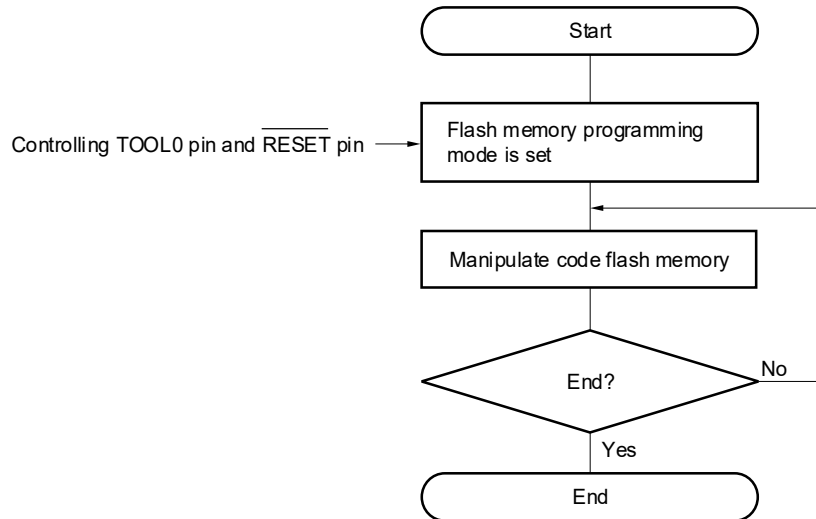 Start
Controlling TOOL0 pin and RESET pin
Flash memory programming
mode is set
Manipulate code flash memory
End?
No
Yes
End